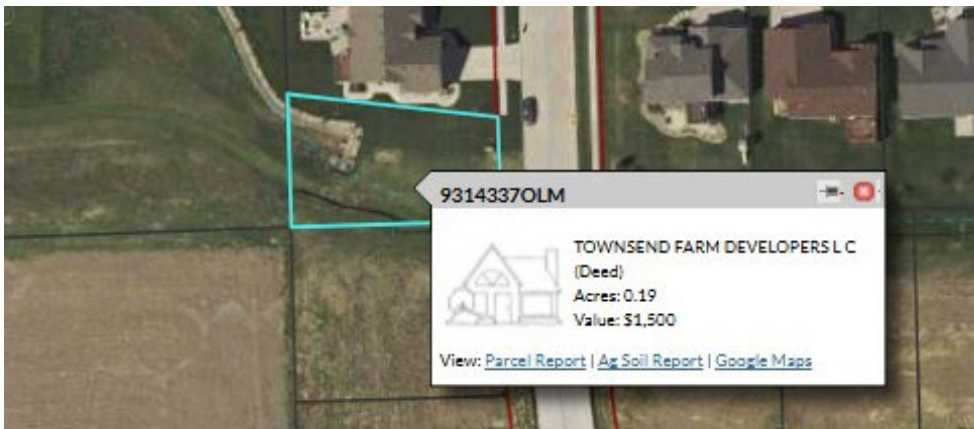 9314337OLM
TOWNSEND FARM DEVELOPERS L C
(Deed)
Acres: 0.19
Value: $1,500
View: Parcel Report | Ag Soil Report | Google Maps